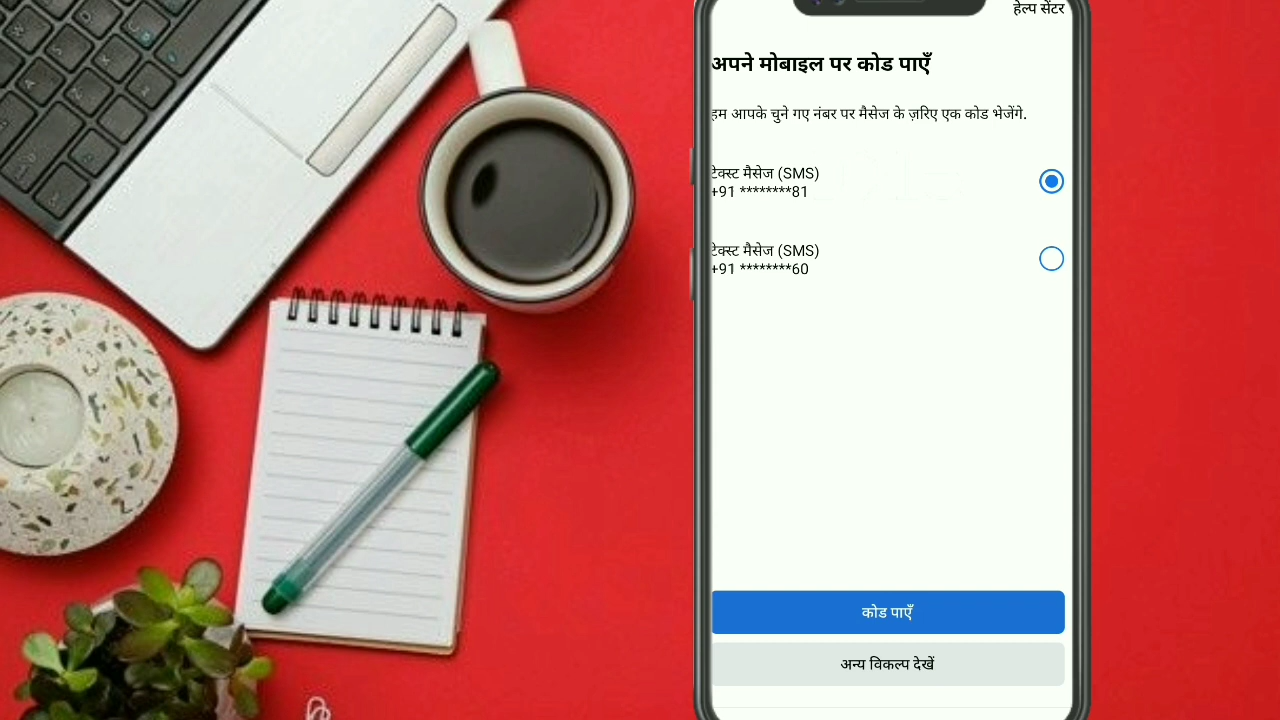 हेल्प सेंटर
अपने मोबाइल पर कोड पाएँ
हम आपके चुने गए नंबर पर मैसेज के ज़रिए एक कोड भेजेंगे.
टेक्स्ट मैसेज (SMS)
+91 ********81
टेक्स्ट मैसेज (SMS)
+91 ********60
कोड पाएँ
अन्य विकल्प देखें